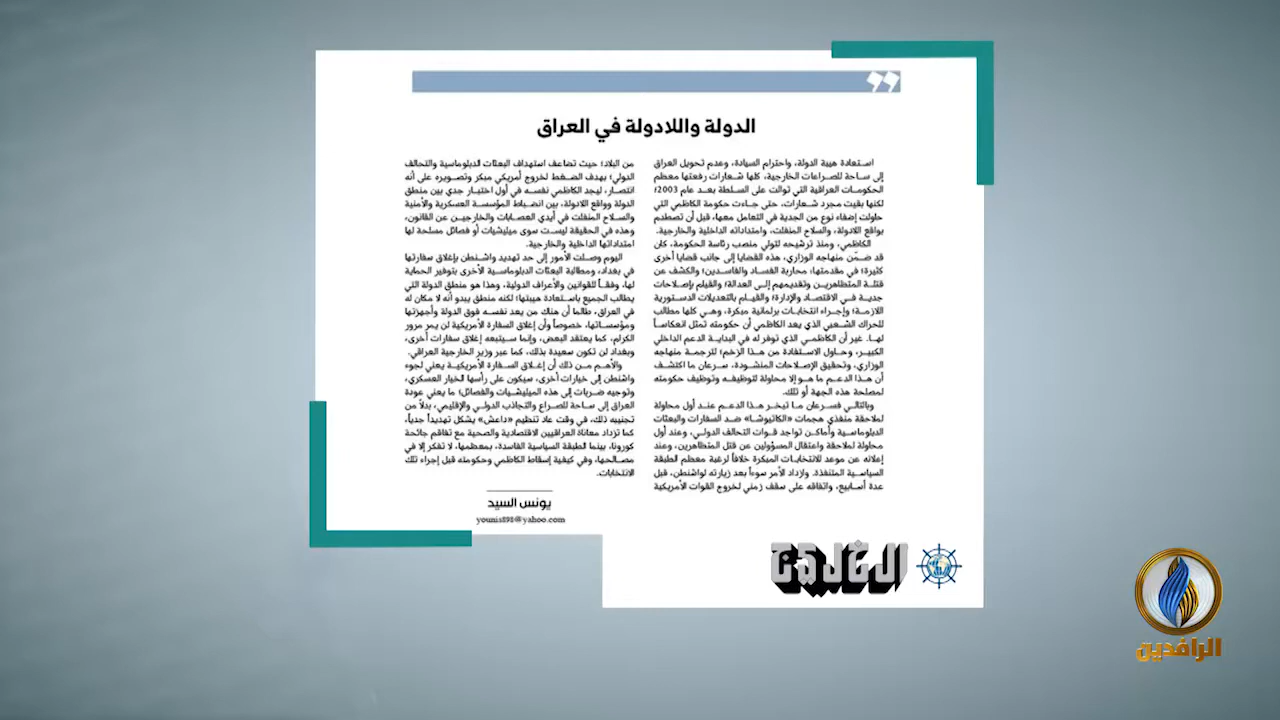 الدولة واللادولة في العراق
استعادة هيبة الدولة، واحترام السيادة، وعدم تحويل العراق
إلى ساحة للصراعات الخارجية، كلها شعارات رفعتها معظم
الحكومات العراقية التي توالت على السلطة بعد عام 2003؛
لكنها بقيت مجرد شعارات، حتى جاءت حكومة الكاظمي التي
حاولت إضفاء نوع من الجدية في التعامل معها، قبل أن تصطدم
بواقع اللادولة، والسلاح المنفلت، وامتداداته الداخلية والخارجية.
الكاظمي، ومنذ ترشيحه لتولي منصب رئاسة الحكومة، كان
قد ضمّن منهاجه الوزاري، هذه القضايا إلى جانب قضايا أخرى
كثيرة؛ في مقدمتها، محاربة الفساد والفاسدين؛ والكشف عن
قتلة المتظاهرين وتقديمهم إلى العدالة؛ والقيام بإصلاحات
جدية في الاقتصاد والإدارة؛ والقيام بالتعديلات الدستورية
اللازمة؛ وإجراء انتخابات برلمانية مبكرة، وهي كلها مطالب
للحراك الشعبي الذي يعد الكاظمي أن حكومته تمثل انعكاساً
لها. غير أن الكاظمي الذي توفر له في البداية الدعم الداخلي
الكبير، وحاول الاستفادة من هذا الزخم؛ لترجمة منهاجه
الوزاري، وتحقيق الإصلاحات المنشودة، سرعان ما اكتشف
أن هذا الدعم ما هو إلا محاولة لتوظيفه وتوظيف حكومته
لمصلحة هذه الجهة أو تلك.
وبالتالي فسرعان ما تبخر هذا الدعم عند أول محاولة
لملاحقة منفذي هجمات «الكاتيوشا» ضد السفارات والبعثات
الدبلوماسية وأماكن تواجد قوات التحالف الدولي، وعند أول
محاولة لملاحقة واعتقال المسؤولين عن قتل المتظاهرين، وعند
إعلانه عن موعد للانتخابات المبكرة خلافاً لرغبة معظم الطبقة
السياسية المتنفذة. وازداد الأمر سوءاً بعد زيارته لواشنطن، قبل
عدة أسابيع، واتفاقه على سقف زمني لخروج القوات الأمريكية
من البلاد؛ حيث تضاعف استهداف البعثات الدبلوماسية والتحالف
الدولي؛ بهدف الضغط لخروج أمريكي مبكر وتصويره على أنه
انتصار، ليجد الكاظمي نفسه في أول اختبار جدي بين منطق
الدولة وواقع اللادولة، بين انضباط المؤسسة العسكرية والأمنية
والسلاح المنفلت في أيدي العصابات والخارجين عن القانون،
وهذه في الحقيقة ليست سوى ميليشيات أو فصائل مسلحة لها
امتداداتها الداخلية والخارجية.
اليوم وصلت الأمور إلى حد تهديد واشنطن بإغلاق سفارتها
في بغداد، ومطالبة البعثات الدبلوماسية الأخرى بتوفير الحماية
لها، وفقاً للقوانين والأعراف الدولية، وهذا هو منطق الدولة التي
يطالب الجميع باستعادة هيبتها؛ لكنه منطق يبدو أنه لا مكان له
في العراق، طالما أن هناك من يعد نفسه فوق الدولة وأجهزتها
ومؤسساتها، خصوصاً وأن إغلاق السفارة الأمريكية لن يمر مرور
الكرام، كما يعتقد البعض، وإنما سيتبعه إغلاق سفارات أخرى،
وبغداد لن تكون سعيدة بذلك، كما عبر وزير الخارجية العراقي.
والأهم من ذلك أن إغلاق السفارة الأمريكية يعني لجوء
واشنطن إلى خيارات أخرى، سيكون على رأسها الخيار العسكري،
وتوجيه ضربات إلى هذه الميليشيات والفصائل؛ ما يعني عودة
العراق إلى ساحة للصراع والتجاذب الدولي والإقليمي، بدلاً من
تجنيبه ذلك، في وقت عاد تنظيم «داعش» يشكل تهديداً جدياً،
كما تزداد معاناة العراقيين الاقتصادية والصحية مع تفاقم جائحة
كورونا، بينما الطبقة السياسية الفاسدة، بمعظمها، لا تفكر إلا في
مصالحها، وفي كيفية إسقاط الكاظمي وحكومته قبل إجراء تلك
الانتخابات.
يونس السيد
younis898@yahoo.com
الخليج
الرافدين